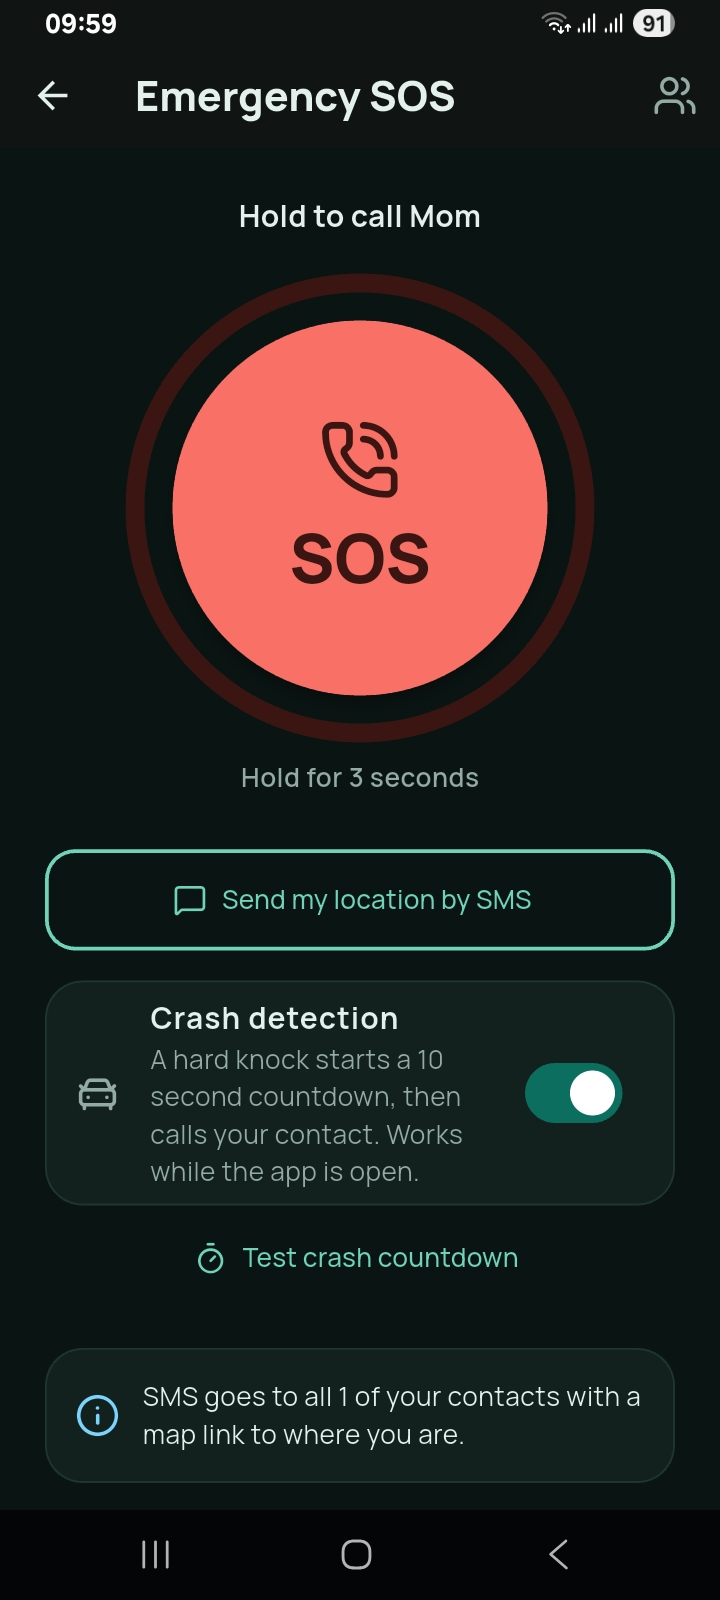 09:59
91
Emergency SOS
Hold to call Mom
SOS
Hold for 3 seconds
Send my location by SMS
Crash detection
A hard knock starts a 10
second countdown, then
calls your contact. Works
while the app is open.
Test crash countdown
SMS goes to all 1 of your contacts with a
map link to where you are.